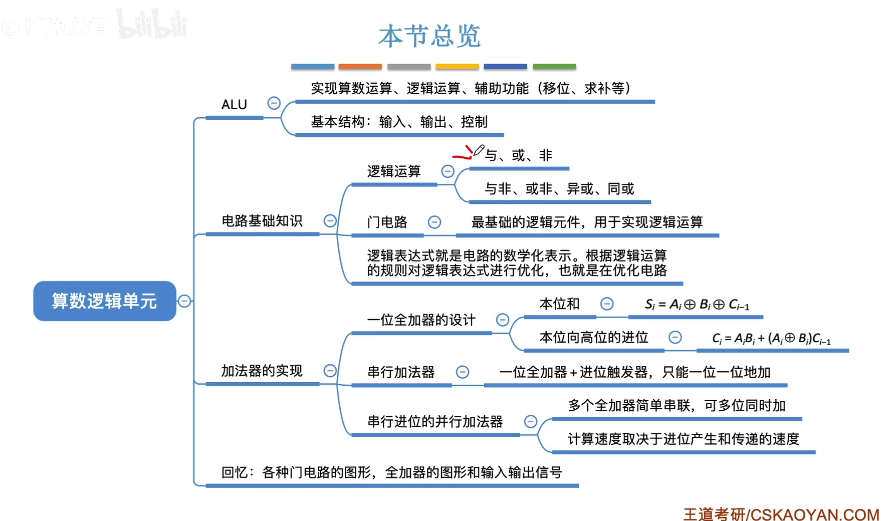 bilibili
本节总览
ALU
实现算数运算、逻辑运算、辅助功能（移位、求补等）
基本结构：输入、输出、控制
电路基础知识
逻辑运算
与、或、非
与非、或非、异或、同或
门电路
最基础的逻辑元件，用于实现逻辑运算
逻辑表达式就是电路的数学化表示。根据逻辑运算
的规则对逻辑表达式进行优化，也就是在优化电路
算数逻辑单元
加法器的实现
一位全加器的设计
本位和
Sᵢ = Aᵢ⊕Bᵢ⊕Cᵢ₋₁
本位向高位的进位
Cᵢ = AᵢBᵢ + (Aᵢ⊕Bᵢ)Cᵢ₋₁
串行加法器
一位全加器＋进位触发器，只能一位一位地加
串行进位的并行加法器
多个全加器简单串联，可多位同时加
计算速度取决于进位产生和传递的速度
回忆：各种门电路的图形，全加器的图形和输入输出信号
王道考研/CSKAOYAN.COM